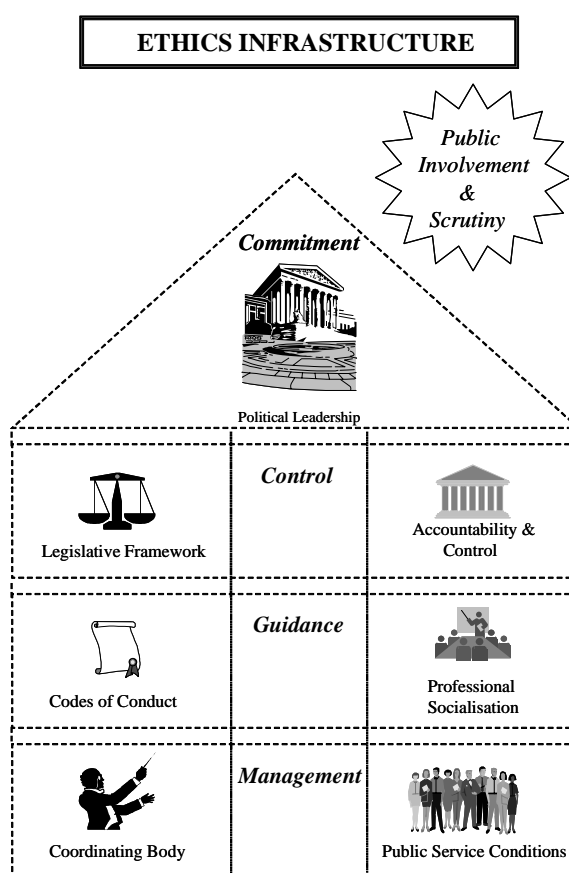 ETHICS INFRASTRUCTURE
Public
Involvement
&
Scrutiny
Commitment
Political Leadership
Control
Legislative Framework
Accountability &
Control
Guidance
Codes of Conduct
Professional
Socialisation
Management
Coordinating Body
Public Service Conditions